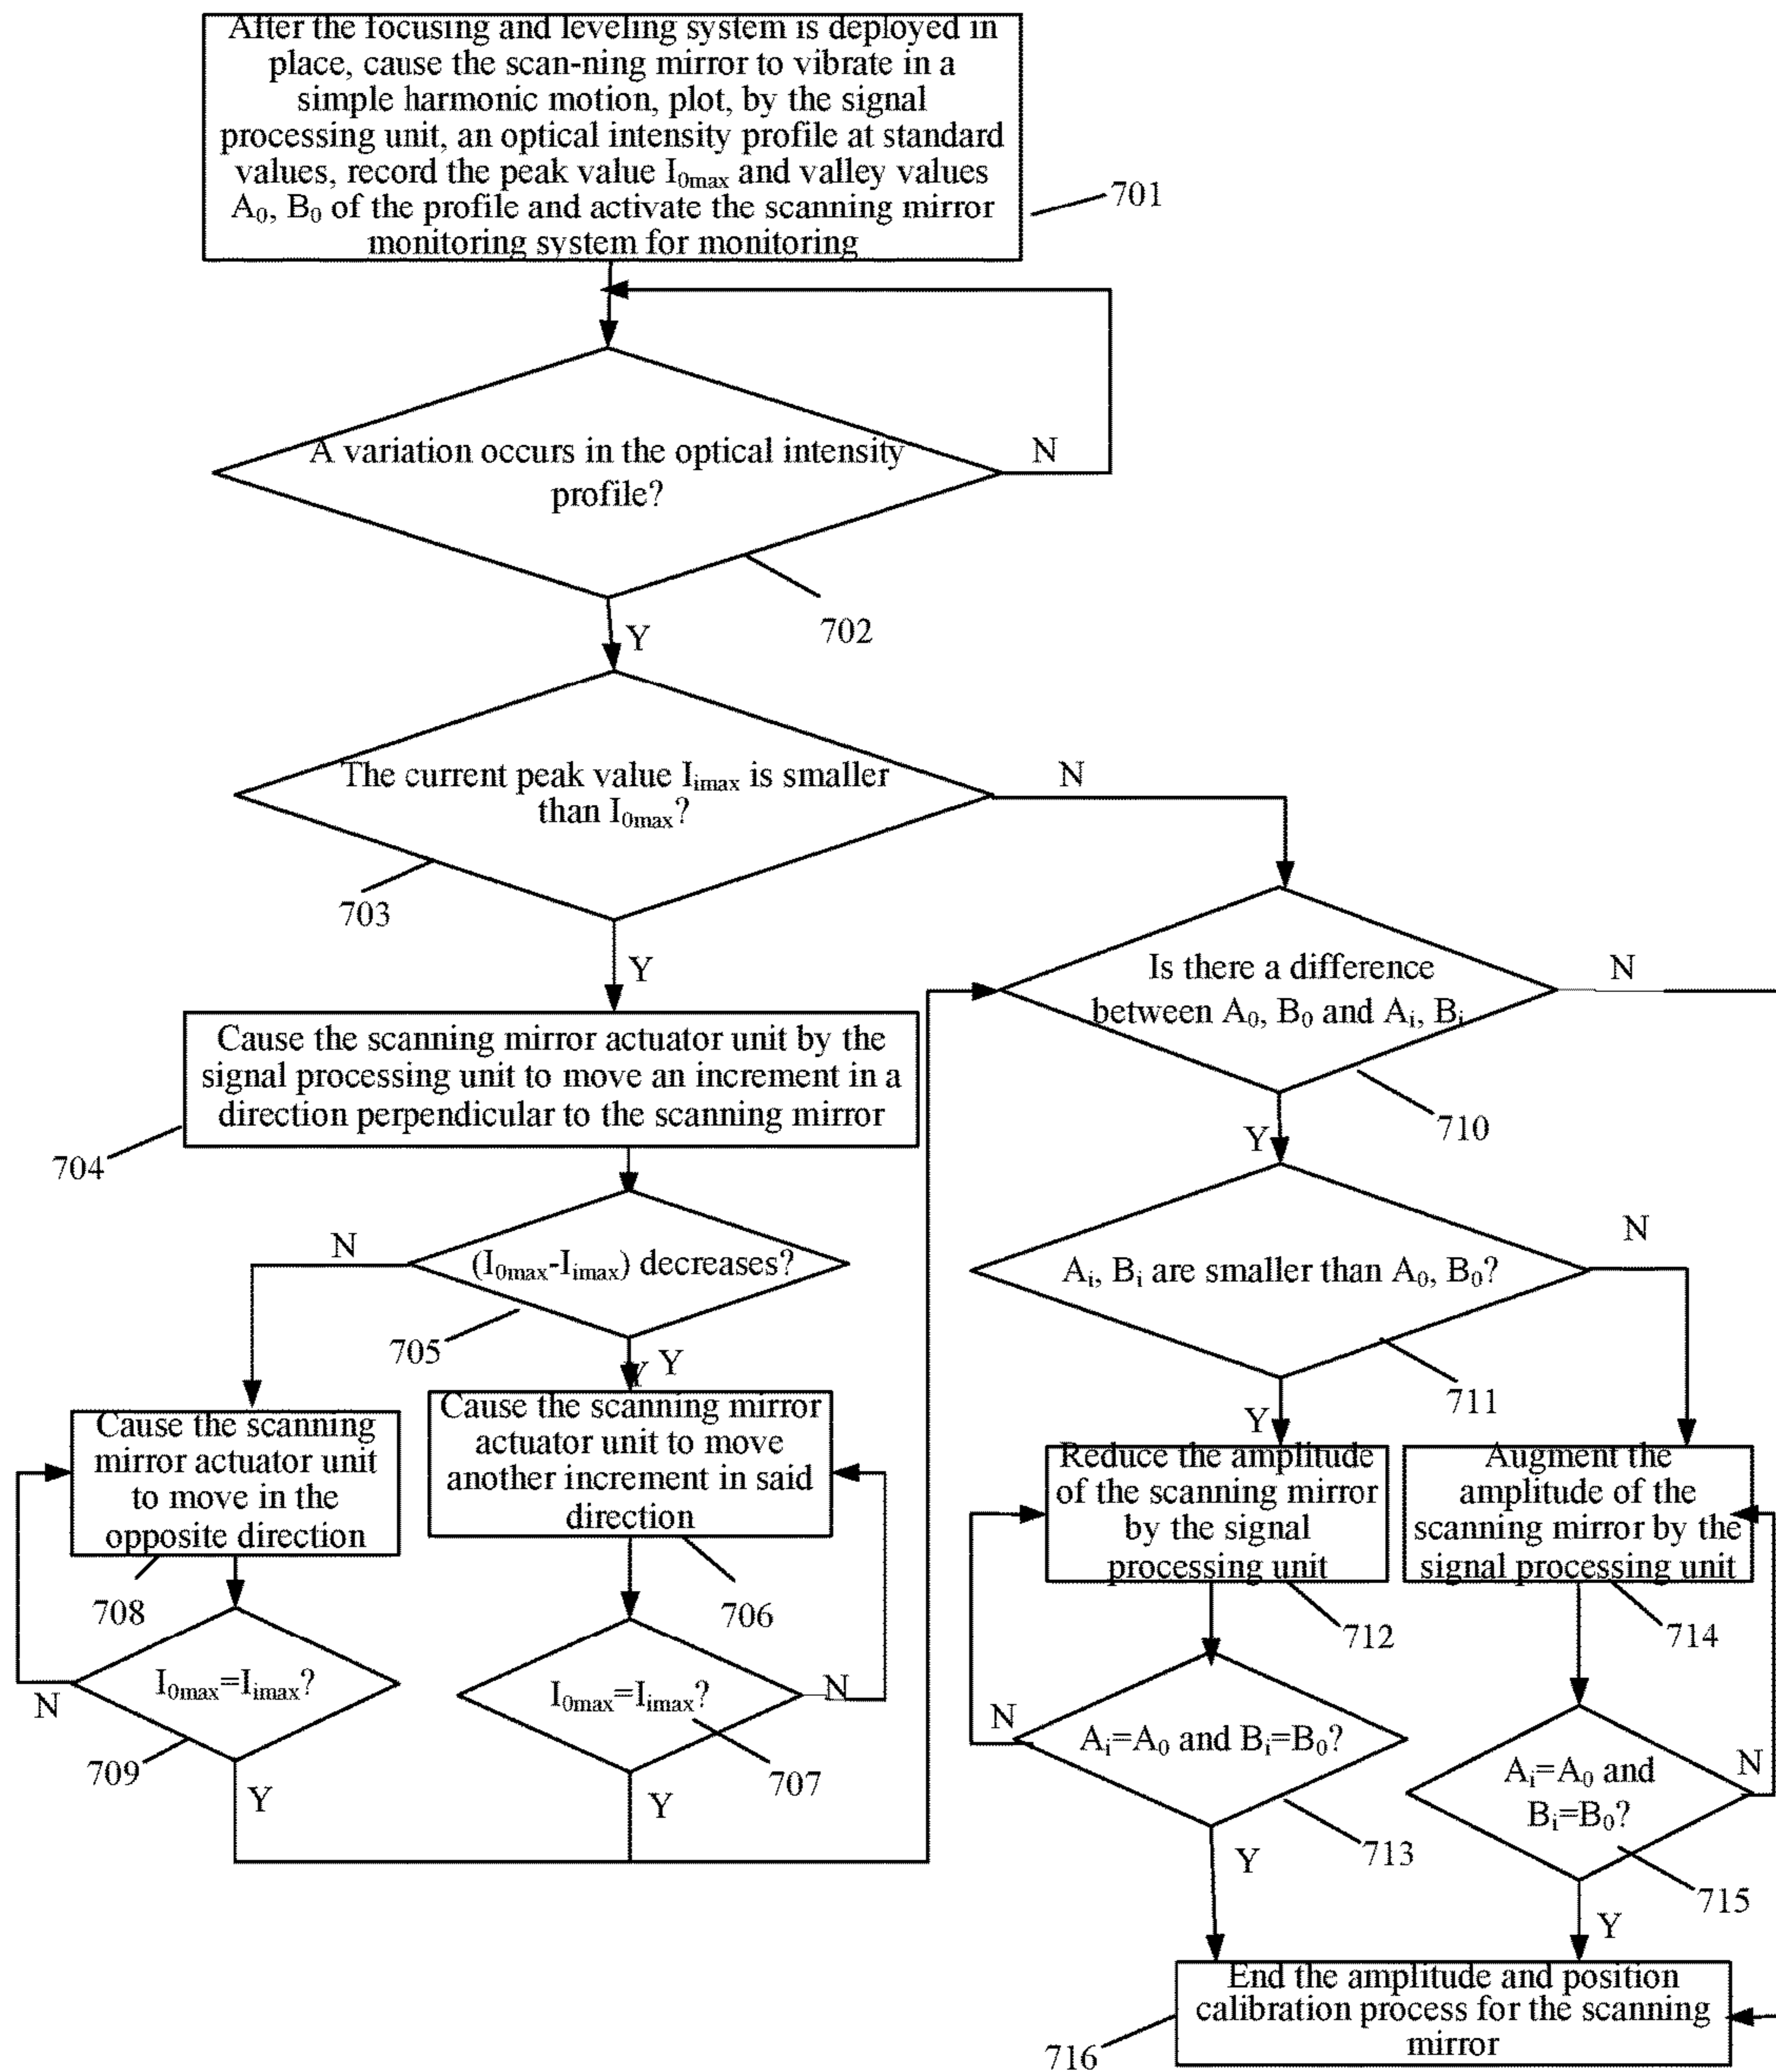 After the focusing and leveling system is deployed in
place, cause the scan-ning mirror to vibrate in a
simple harmonic motion, plot, by the signal
processing unit, an optical intensity profile at standard
values, record the peak value I0max and valley values
A0, B0 of the profile and activate the scanning mirror
monitoring system for monitoring
701
A variation occurs in the optical intensity
profile?
N
702
Y
The current peak value Iimax is smaller
than I0max?
N
703
Y
Is there a difference
between A0, B0 and Ai, Bi
N
710
Y
Cause the scanning mirror actuator unit by the
signal processing unit to move an increment in a
direction perpendicular to the scanning mirror
704
(I0max-Iimax) decreases?
N
705
Y
Y
Ai, Bi are smaller than A0, B0?
N
711
Y
Cause the scanning
mirror actuator unit
to move in the
opposite direction
708
Cause the scanning mirror
actuator unit to move
another increment in said
direction
706
Reduce the amplitude
of the scanning mirror
by the signal
processing unit
712
Augment the
amplitude of the
scanning mirror by the
signal processing unit
714
I0max=Iimax?
N
709
Y
I0max=Iimax?
N
707
Y
Ai=A0 and Bi=B0?
N
713
Y
Ai=A0 and
Bi=B0?
N
715
Y
End the amplitude and position
calibration process for the scanning
mirror
716